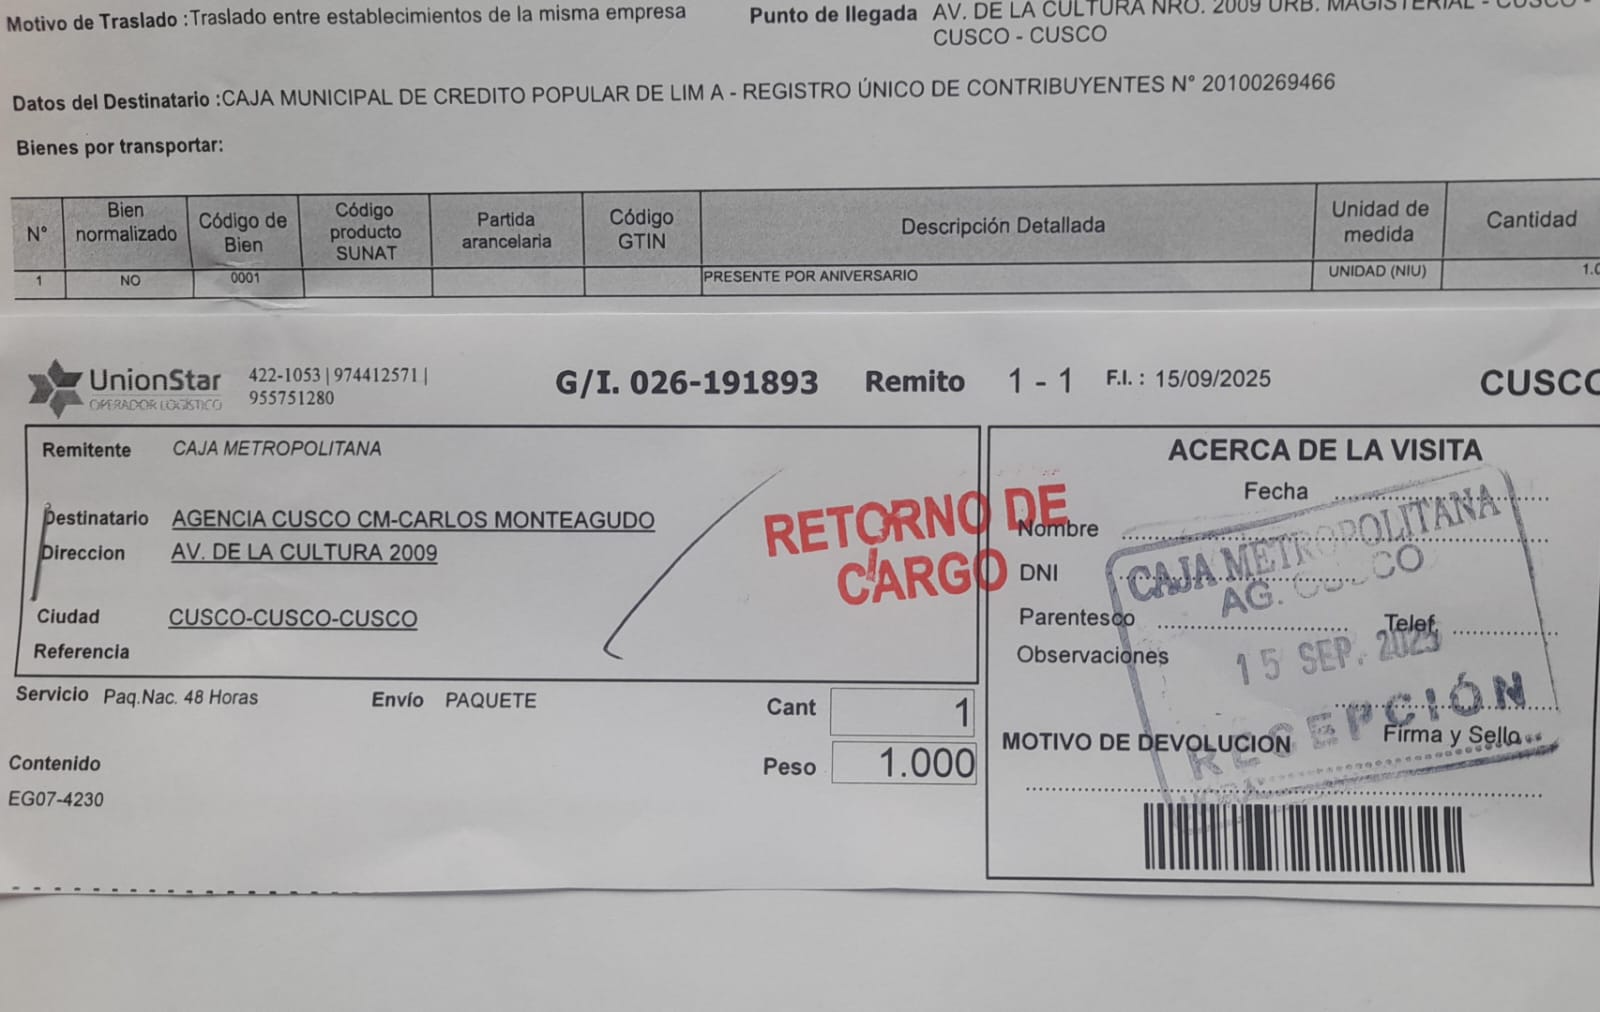 Motivo de Traslado :Traslado entre establecimientos de la misma empresa
Punto de llegada AV. DE LA CULTURA NRO. 2009 URB. MAGISTERIAL - CUSCO -
CUSCO - CUSCO
Datos del Destinatario :CAJA MUNICIPAL DE CREDITO POPULAR DE LIM A - REGISTRO ÚNICO DE CONTRIBUYENTES N° 20100269466
Bienes por transportar:
N° Bien normalizado Código de Bien Código producto SUNAT Partida arancelaria Código GTIN Descripción Detallada Unidad de medida Cantidad
1 NO 0001 PRESENTE POR ANIVERSARIO UNIDAD (NIU) 1.0
UnionStar
OPERADOR LOGÍSTICO
422-1053 | 974412571 |
955751280
G/I. 026-191893 Remito 1 - 1 F.I. : 15/09/2025 CUSCO
Remitente CAJA METROPOLITANA
Destinatario AGENCIA CUSCO CM-CARLOS MONTEAGUDO
Direccion AV. DE LA CULTURA 2009
Ciudad CUSCO-CUSCO-CUSCO
Referencia
RETORNO DE
CARGO
Servicio Paq.Nac. 48 Horas Envío PAQUETE
Cant 1
Peso 1.000
Contenido
EG07-4230
ACERCA DE LA VISITA
Fecha
Nombre
DNI
Parentesco Telef.
Observaciones
Firma y Sello
MOTIVO DE DEVOLUCION
CAJA METROPOLITANA
AG. CUSCO
15 SEP. 2025
RECEPCIÓN